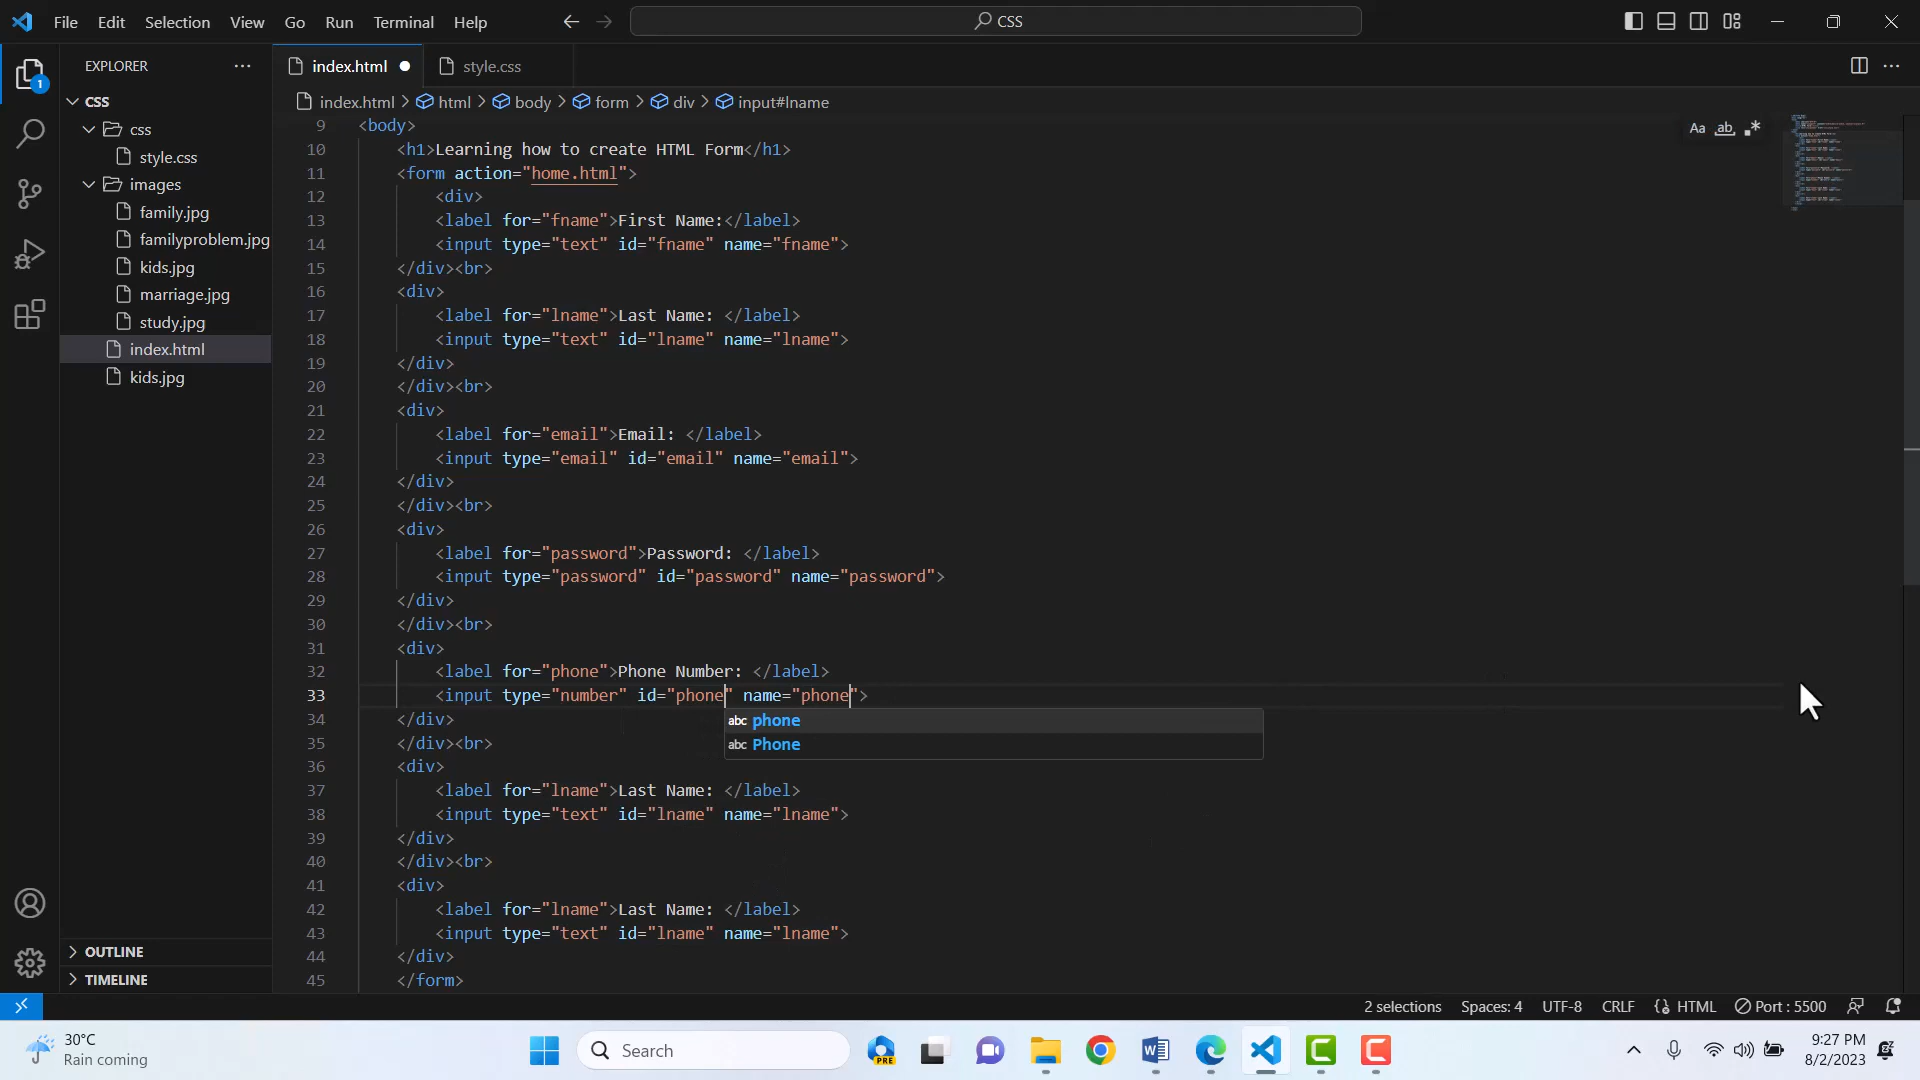 File Edit Selection View Go Run Terminal Help
CSS
EXPLORER
1
index.html
style.css
CSS
index.html > html > body > form > div > input#lname
css
style.css
images
family.jpg
familyproblem.jpg
kids.jpg
marriage.jpg
study.jpg
index.html
kids.jpg
OUTLINE
TIMELINE
Aa ab
9 <body>
10 <h1>Learning how to create HTML Form</h1>
11 <form action="home.html">
12 <div>
13 <label for="fname">First Name:</label>
14 <input type="text" id="fname" name="fname">
15 </div><br>
16 <div>
17 <label for="lname">Last Name: </label>
18 <input type="text" id="lname" name="lname">
19 </div>
20 </div><br>
21 <div>
22 <label for="email">Email: </label>
23 <input type="email" id="email" name="email">
24 </div>
25 </div><br>
26 <div>
27 <label for="password">Password: </label>
28 <input type="password" id="password" name="password">
29 </div>
30 </div><br>
31 <div>
32 <label for="phone">Phone Number: </label>
33 <input type="number" id="phone" name="phone">
abc phone
abc Phone
34 </div>
35 </div><br>
36 <div>
37 <label for="lname">Last Name: </label>
38 <input type="text" id="lname" name="lname">
39 </div>
40 </div><br>
41 <div>
42 <label for="lname">Last Name: </label>
43 <input type="text" id="lname" name="lname">
44 </div>
45 </form>
2 selections Spaces: 4 UTF-8 CRLF HTML Port : 5500
30°C
Rain coming
Search
PRE
9:27 PM
8/2/2023